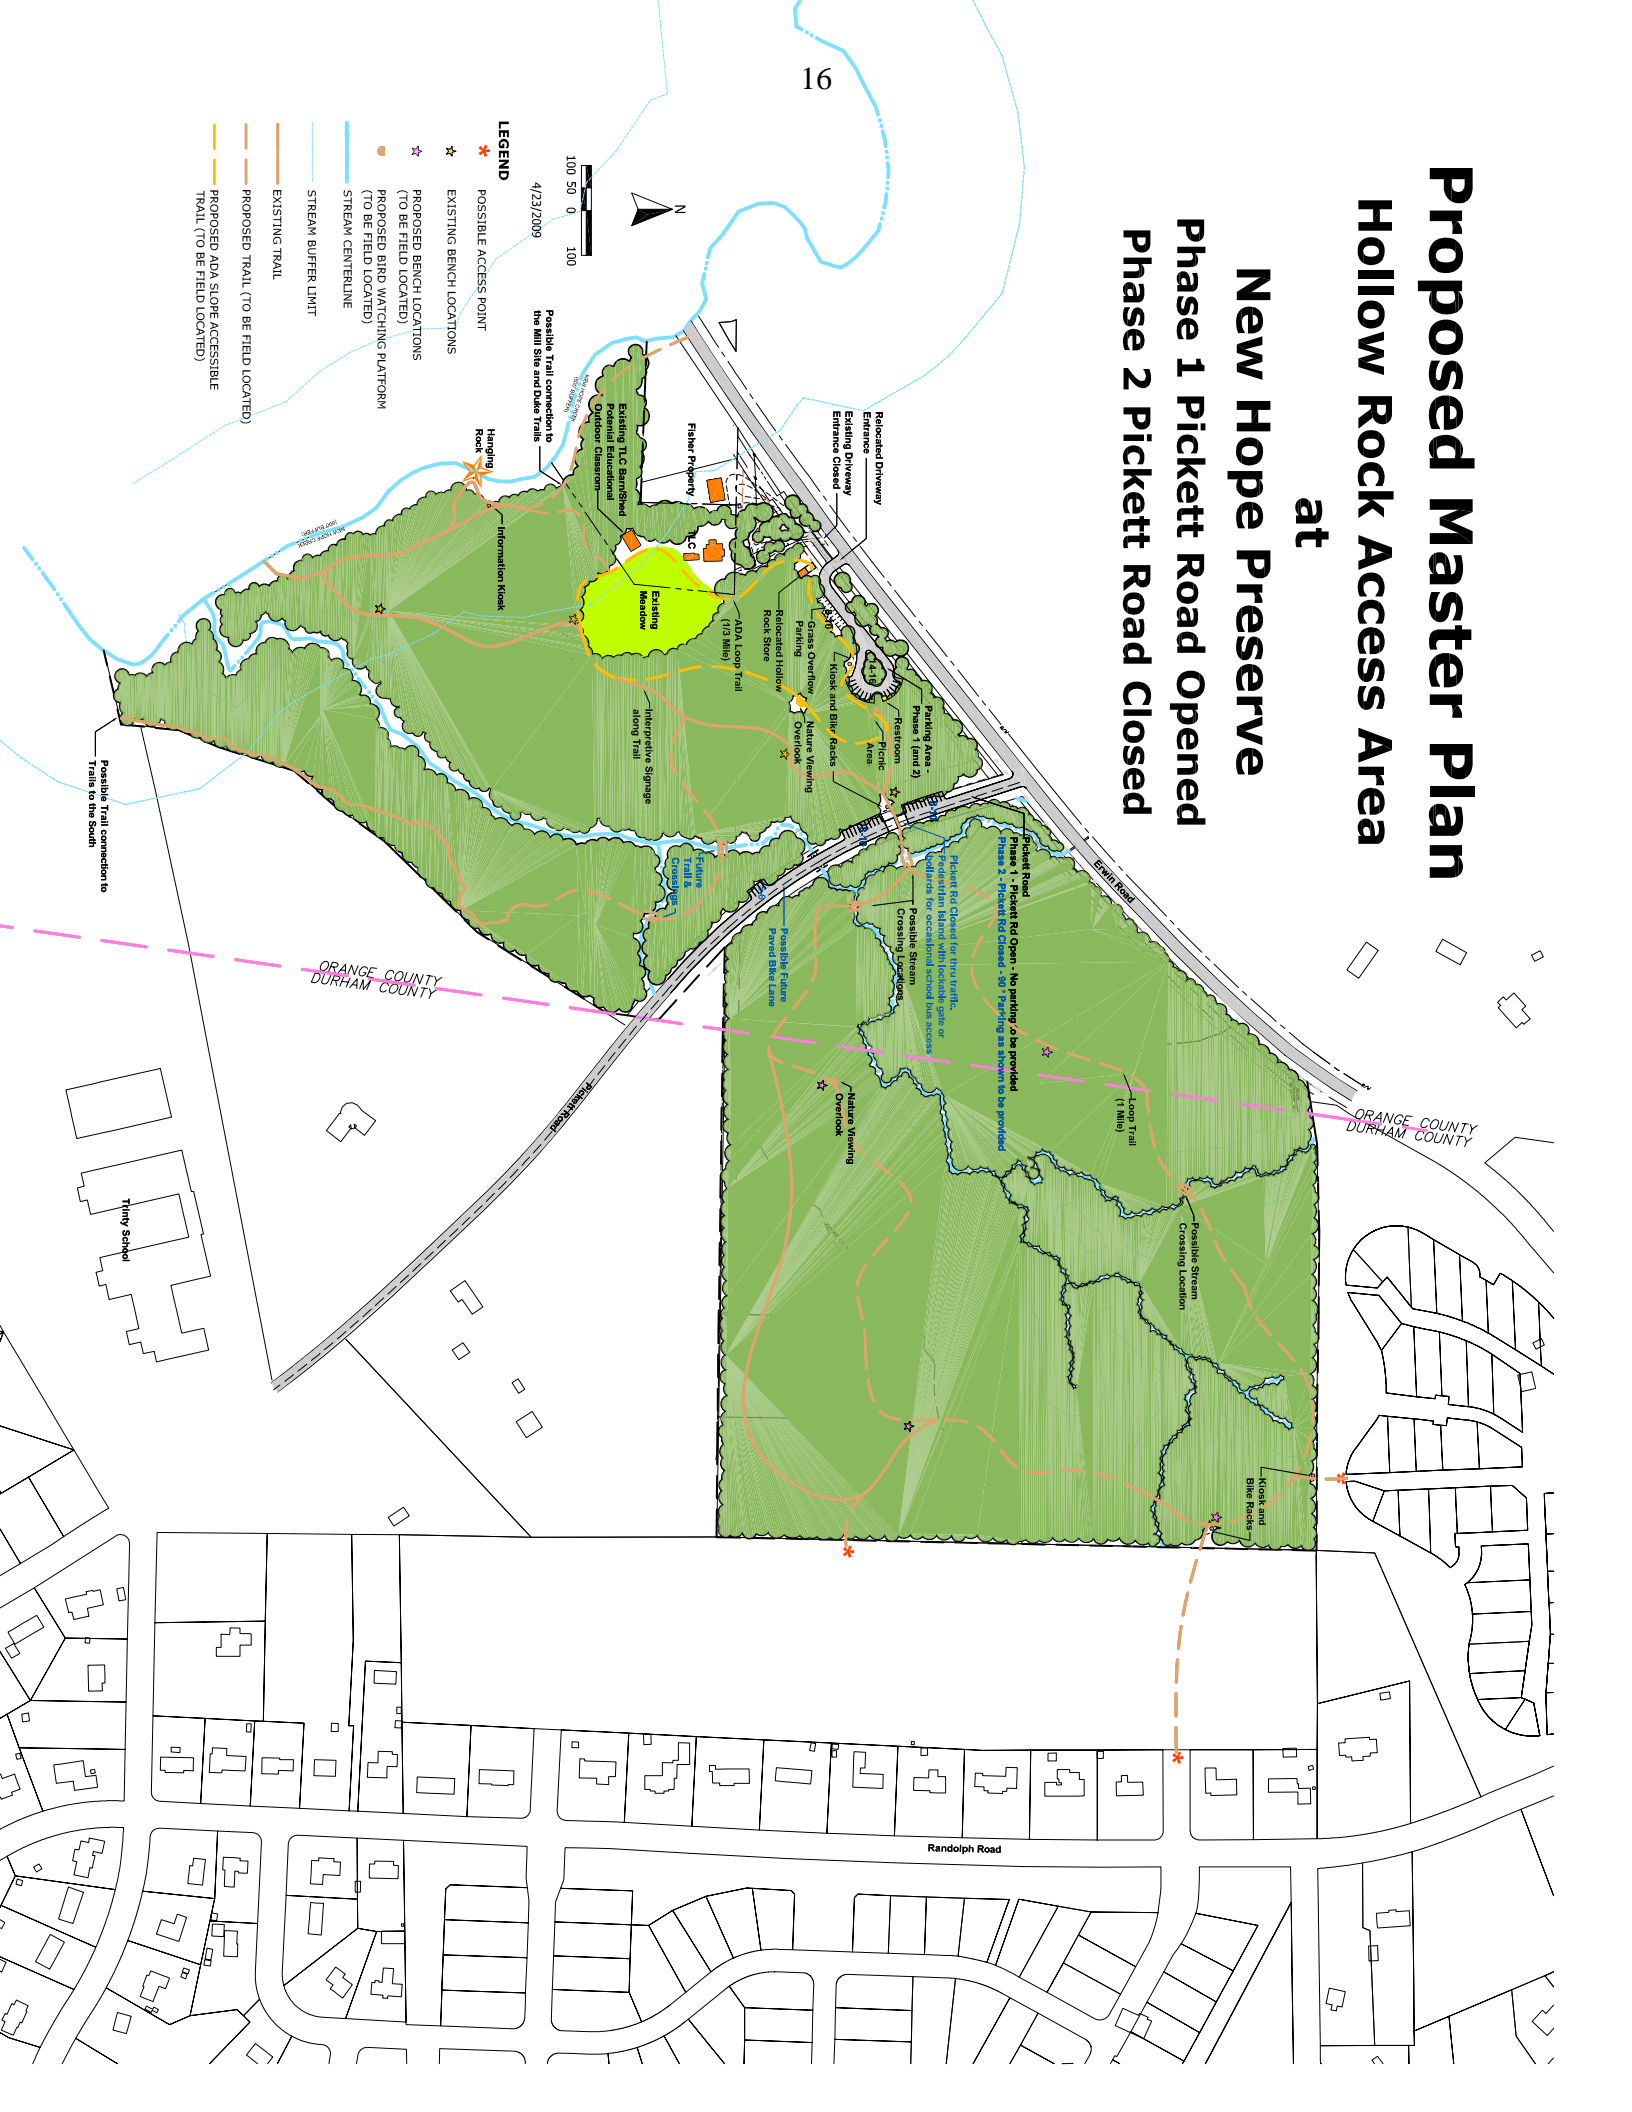 16
Proposed Master Plan
Hollow Rock Access Area
at
New Hope Preserve
Phase 1 Pickett Road Opened
Phase 2 Pickett Road Closed
N
4/23/2009
100 50 0 100
LEGEND
POSSIBLE ACCESS POINT
EXISTING BENCH LOCATIONS
PROPOSED BENCH LOCATIONS
(TO BE FIELD LOCATED)
PROPOSED BIRD WATCHING PLATFORM
(TO BE FIELD LOCATED)
STREAM CENTERLINE
STREAM BUFFER LIMIT
EXISTING TRAIL
PROPOSED TRAIL (TO BE FIELD LOCATED)
PROPOSED ADA SLOPE ACCESSIBLE
TRAIL (TO BE FIELD LOCATED)
Relocated Driveway
Entrance
Existing Driveway
Entrance Closed
Fisher Property
TLC
Existing TLC Barn/Shed
Potenial Educational
Outdoor Classrom
Possible Trail connection to
the Mill Site and Duke Trails
NEW HOPE CREEK
Hanging
Rock
Information Kiosk
NEW HOPE CREEK
Existing
Meadow
ADA Loop Trail
(1/3 Mile)
Relocated Hollow
Rock Store
Grass Overflow
Parking
Kiosk and Bike Racks
14-16
Parking Area -
Phase 1 (and 2)
Restroom
Picnic
Area
Nature Viewing
Overlook
Interpretive Signage
along Trail
Possible Trail connection to
Trails to the South
Future
Trail &
Crossings
Erwin Road
Pickett Road
Phase 1 - Pickett Rd Open - No parking to be provided
Phase 2 - Pickett Rd Closed - 90° Parking as shown to be provided
Pickett Rd Closed for thru traffic.
Pedestrian Island with lockable gate or
bollards for occasional school bus access
Possible Stream
Crossing Locations
Possible Future
Paved Bike Lane
ORANGE COUNTY
DURHAM COUNTY
ORANGE COUNTY
DURHAM COUNTY
Loop Trail
(1 Mile)
Nature Viewing
Overlook
Pickett Road
Trinty School
Possible Stream
Crossing Location
Kiosk and
Bike Racks
Randolph Road